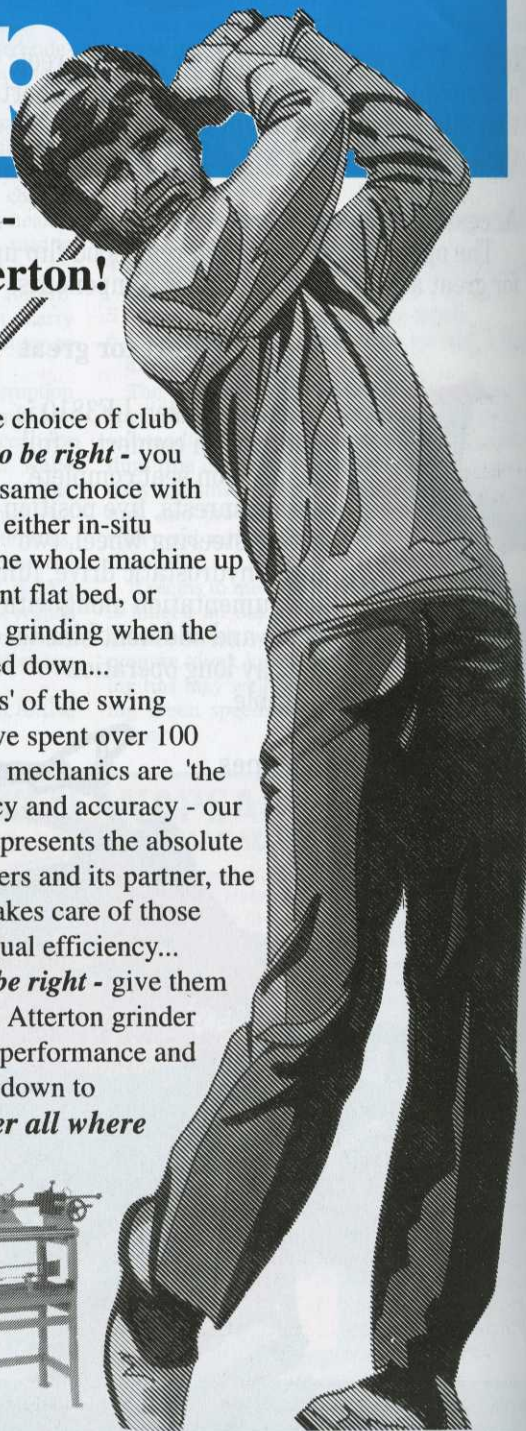 p
-
erton!
e choice of club
o be right - you
same choice with
either in-situ
he whole machine up
nt flat bed, or
grinding when the
ed down...
s' of the swing
ve spent over 100
mechanics are 'the
cy and accuracy - our
presents the absolute
ers and its partner, the
akes care of those
ual efficiency...
be right - give them
Atterton grinder
performance and
down to
er all where